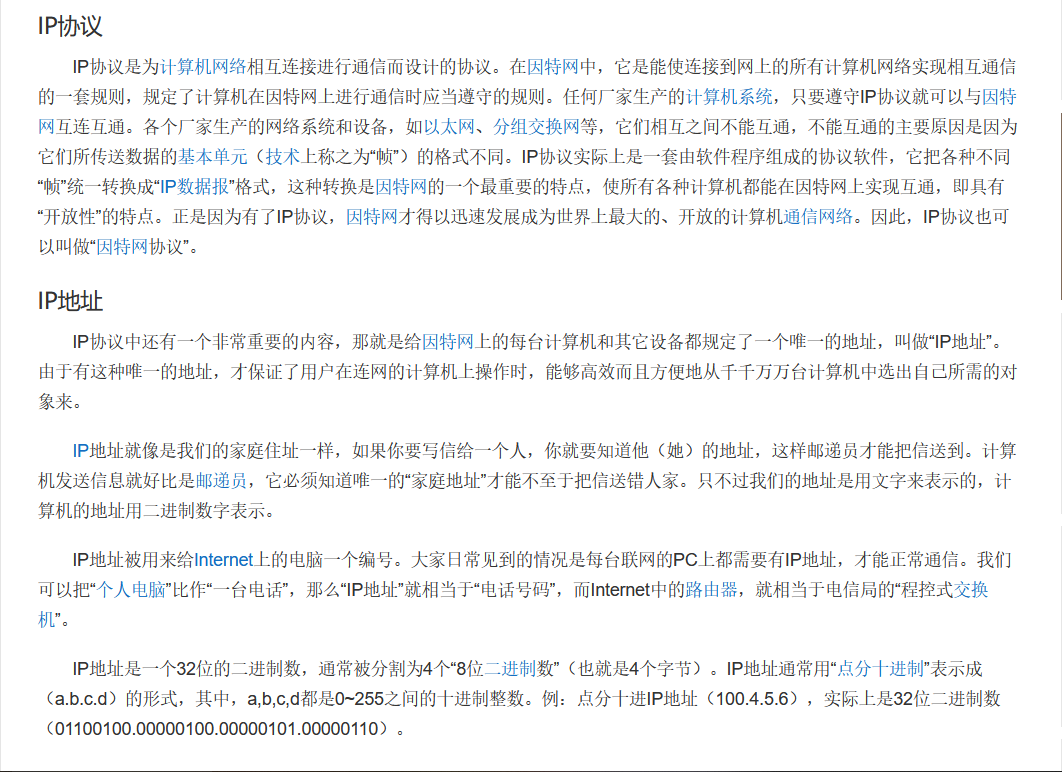 IP协议
IP协议是为计算机网络相互连接进行通信而设计的协议。在因特网中，它是能使连接到网上的所有计算机网络实现相互通信
的一套规则，规定了计算机在因特网上进行通信时应当遵守的规则。任何厂家生产的计算机系统，只要遵守IP协议就可以与因特
网互连互通。各个厂家生产的网络系统和设备，如以太网、分组交换网等，它们相互之间不能互通，不能互通的主要原因是因为
它们所传送数据的基本单元（技术上称之为“帧”）的格式不同。IP协议实际上是一套由软件程序组成的协议软件，它把各种不同
“帧”统一转换成“IP数据报”格式，这种转换是因特网的一个最重要的特点，使所有各种计算机都能在因特网上实现互通，即具有
“开放性”的特点。正是因为有了IP协议，因特网才得以迅速发展成为世界上最大的、开放的计算机通信网络。因此，IP协议也可
以叫做“因特网协议”。
IP地址
IP协议中还有一个非常重要的内容，那就是给因特网上的每台计算机和其它设备都规定了一个唯一的地址，叫做“IP地址”。
由于有这种唯一的地址，才保证了用户在连网的计算机上操作时，能够高效而且方便地从千千万万台计算机中选出自己所需的对
象来。
IP地址就像是我们的家庭住址一样，如果你要写信给一个人，你就要知道他（她）的地址，这样邮递员才能把信送到。计算
机发送信息就好比是邮递员，它必须知道唯一的“家庭地址”才能不至于把信送错人家。只不过我们的地址是用文字来表示的，计
算机的地址用二进制数字表示。
IP地址被用来给Internet上的电脑一个编号。大家日常见到的情况是每台联网的PC上都需要有IP地址，才能正常通信。我们
可以把“个人电脑”比作“一台电话”，那么“IP地址”就相当于“电话号码”，而Internet中的路由器，就相当于电信局的“程控式交换
机”。
IP地址是一个32位的二进制数，通常被分割为4个“8位二进制数”（也就是4个字节）。IP地址通常用“点分十进制”表示成
（a.b.c.d）的形式，其中，a,b,c,d都是0~255之间的十进制整数。例：点分十进IP地址（100.4.5.6），实际上是32位二进制数
（01100100.00000100.00000101.00000110）。